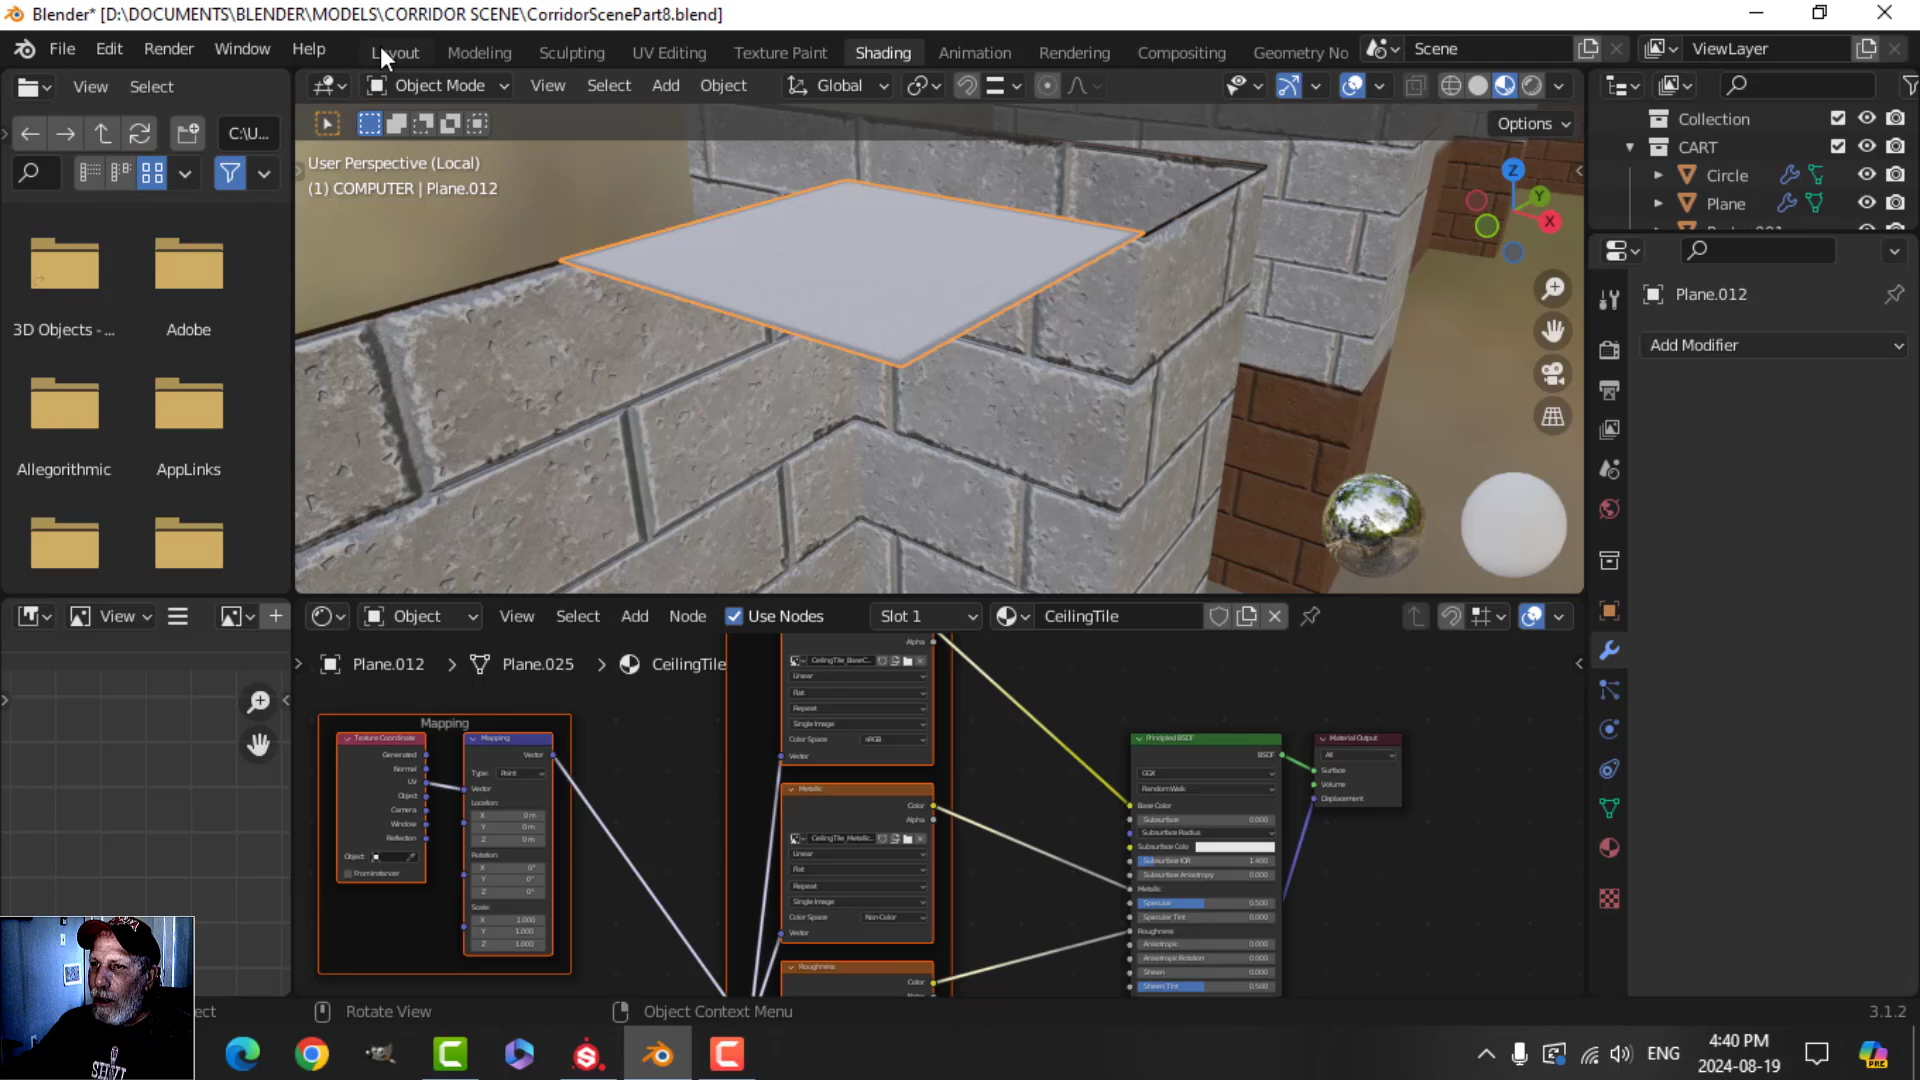 Blender* [D:\DOCUMENTS\BLENDER\MODELS\CORRIDOR SCENE\CorridorScenePart8.blend]
File Edit Render Window Help Layout Modeling Sculpting UV Editing Texture Paint Shading Animation Rendering Compositing Geometry No Scene ViewLayer
View Select Object Mode View Select Add Object Global
C:\U...
Options
User Perspective (Local)
(1) COMPUTER | Plane.012
Collection
CART
Circle
Plane
Z
Y
X
Plane.012
Add Modifier
3D Objects - ...
Adobe
Allegorithmic
AppLinks
View Object View Select Add Node Use Nodes Slot 1 CeilingTile
Plane.012 > Plane.025 > CeilingTile
Alpha
CeilingTile_BaseC...
Linear
Flat
Repeat
Single Image
Color Space sRGB
Vector
Metallic
Color
Alpha
CeilingTile_Metallic...
Linear
Flat
Repeat
Single Image
Color Space Non-Color
Vector
Roughness
Color
Mapping
Texture Coordinate
Generated
Normal
UV
Object
Camera
Window
Reflection
Object
From Instancer
Mapping
Vector
Type: Point
Vector
Location:
X 0 m
Y 0 m
Z 0 m
Rotation:
X 0°
Y 0°
Z 0°
Scale:
X 1.000
Y 1.000
Z 1.000
Principled BSDF
BSDF
GGX
Random Walk
Base Color
Subsurface 0.000
Subsurface Radius
Subsurface Colo
Subsurface IOR 1.400
Subsurface Anisotropy 0.000
Metallic
Specular 0.500
Specular Tint 0.000
Roughness
Anisotropic 0.000
Anisotropic Rotation 0.000
Sheen 0.000
Sheen Tint 0.500
Material Output
All
Surface
Volume
Displacement
ect Rotate View Object Context Menu 3.1.2
ENG
4:40 PM
2024-08-19
PRE